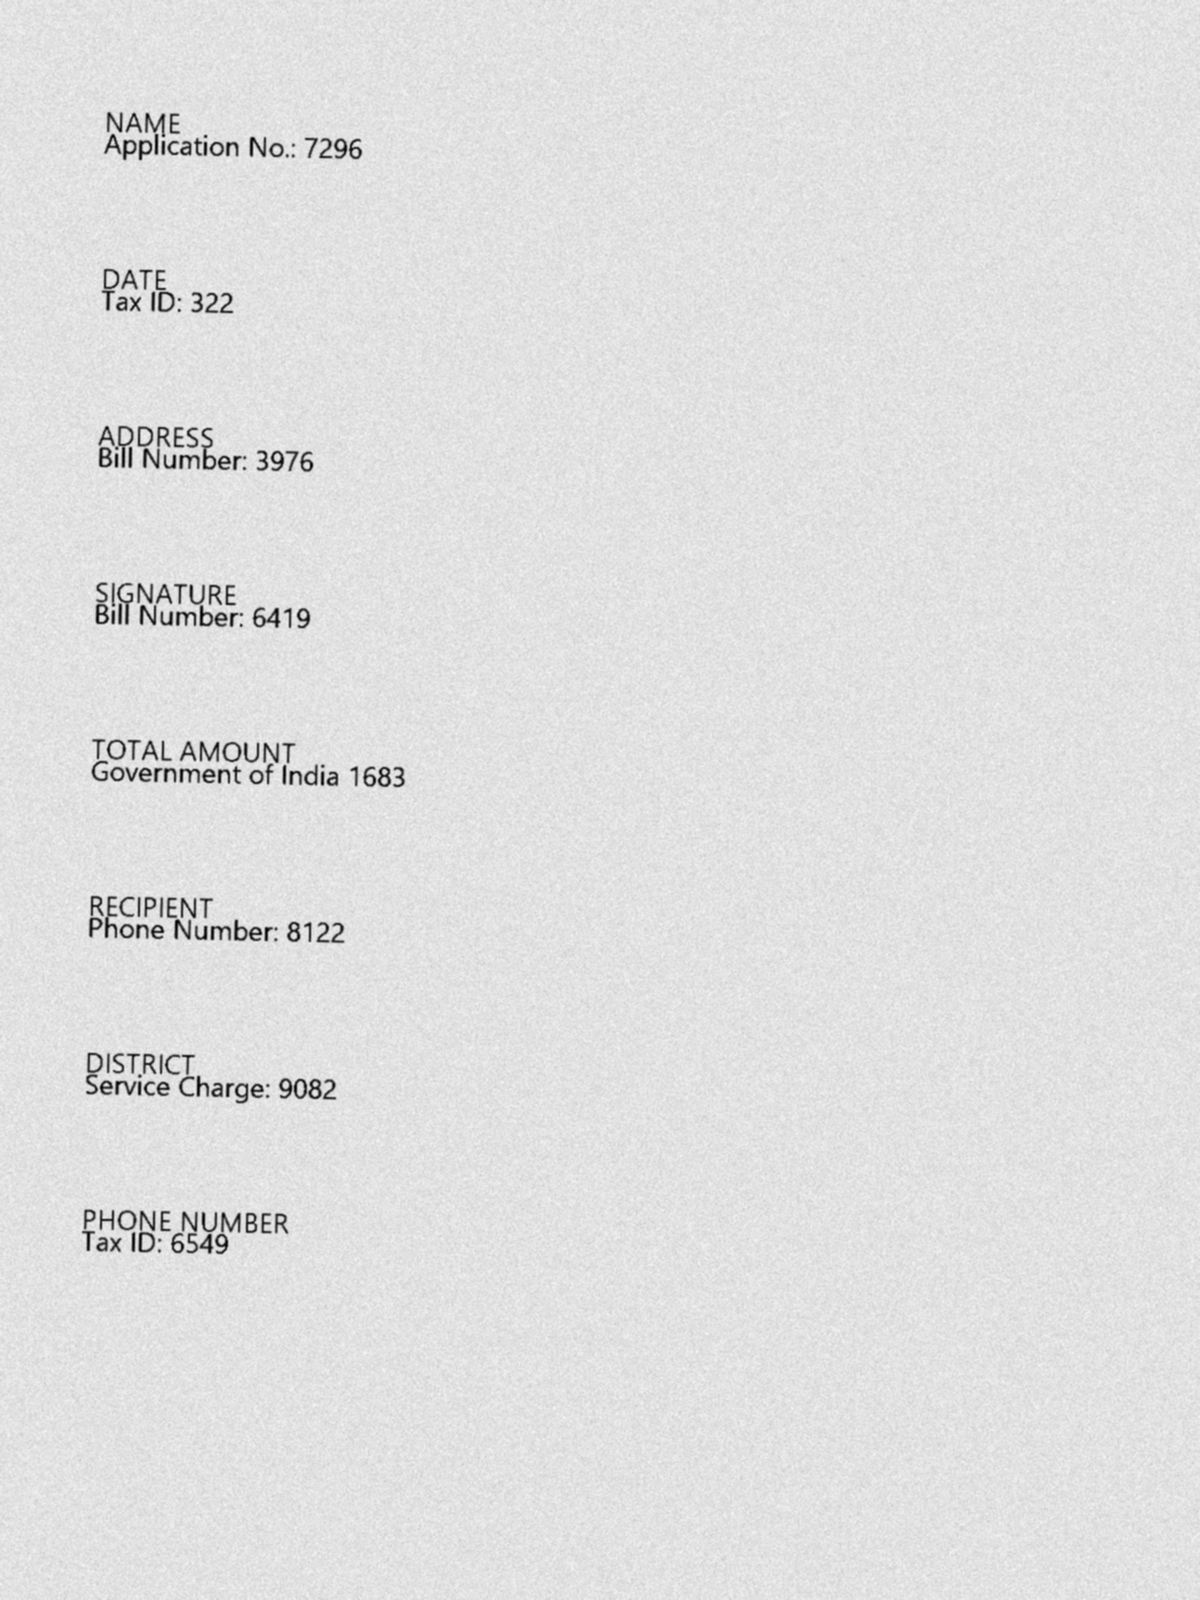 NAME
Application No.: 7296
DATE
Tax ID: 322
ADDRESS
Bill Number: 3976
SIGNATURE
Bill Number: 6419
TOTAL AMOUNT
Government of India 1683
RECIPIENT
Phone Number: 8122
DISTRICT
Service Charge: 9082
PHONE NUMBER
Tax ID: 6549